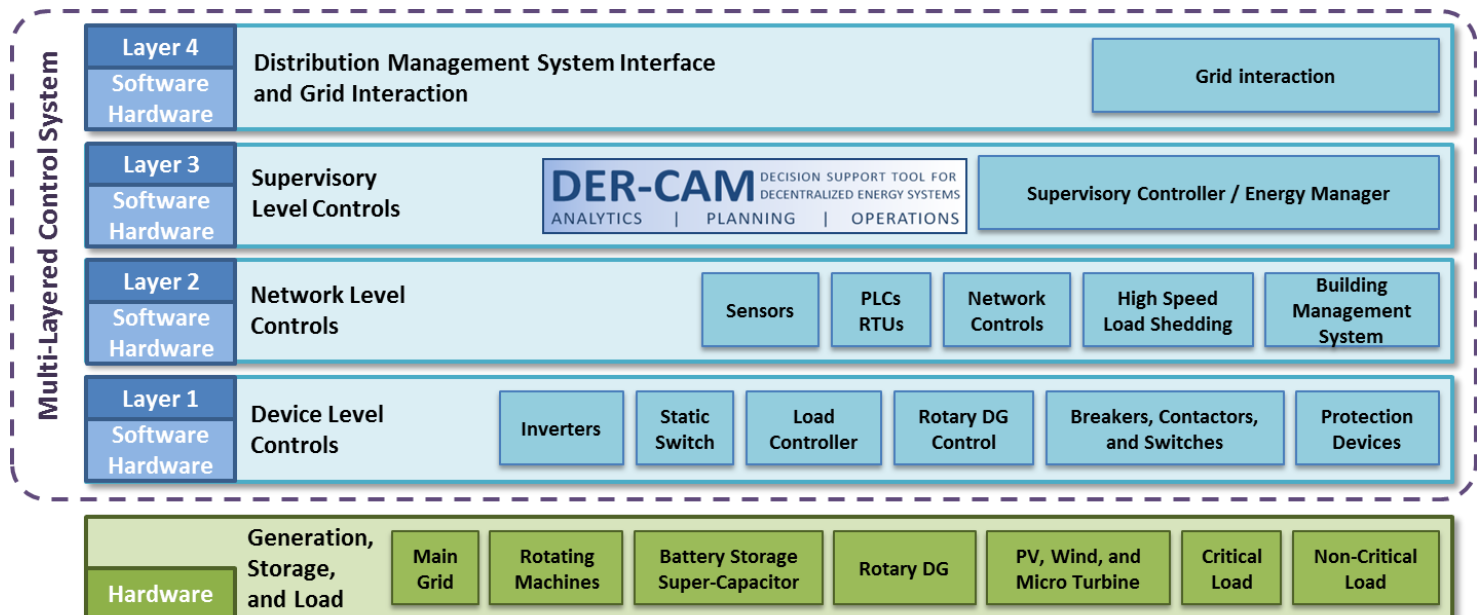 Multi-Layered Control System
Layer 4
Software
Hardware
Distribution Management System Interface
and Grid Interaction
Grid interaction
Layer 3
Software
Hardware
Supervisory
Level Controls
DER-CAM
DECISION SUPPORT TOOL FOR
DECENTRALIZED ENERGY SYSTEMS
ANALYTICS | PLANNING | OPERATIONS
Supervisory Controller / Energy Manager
Layer 2
Software
Hardware
Network Level
Controls
Sensors
PLCs
RTUs
Network
Controls
High Speed
Load Shedding
Building
Management
System
Layer 1
Software
Hardware
Device Level
Controls
Inverters
Static
Switch
Load
Controller
Rotary DG
Control
Breakers, Contactors,
and Switches
Protection
Devices
Hardware
Generation,
Storage,
and Load
Main
Grid
Rotating
Machines
Battery Storage
Super-Capacitor
Rotary DG
PV, Wind, and
Micro Turbine
Critical
Load
Non-Critical
Load